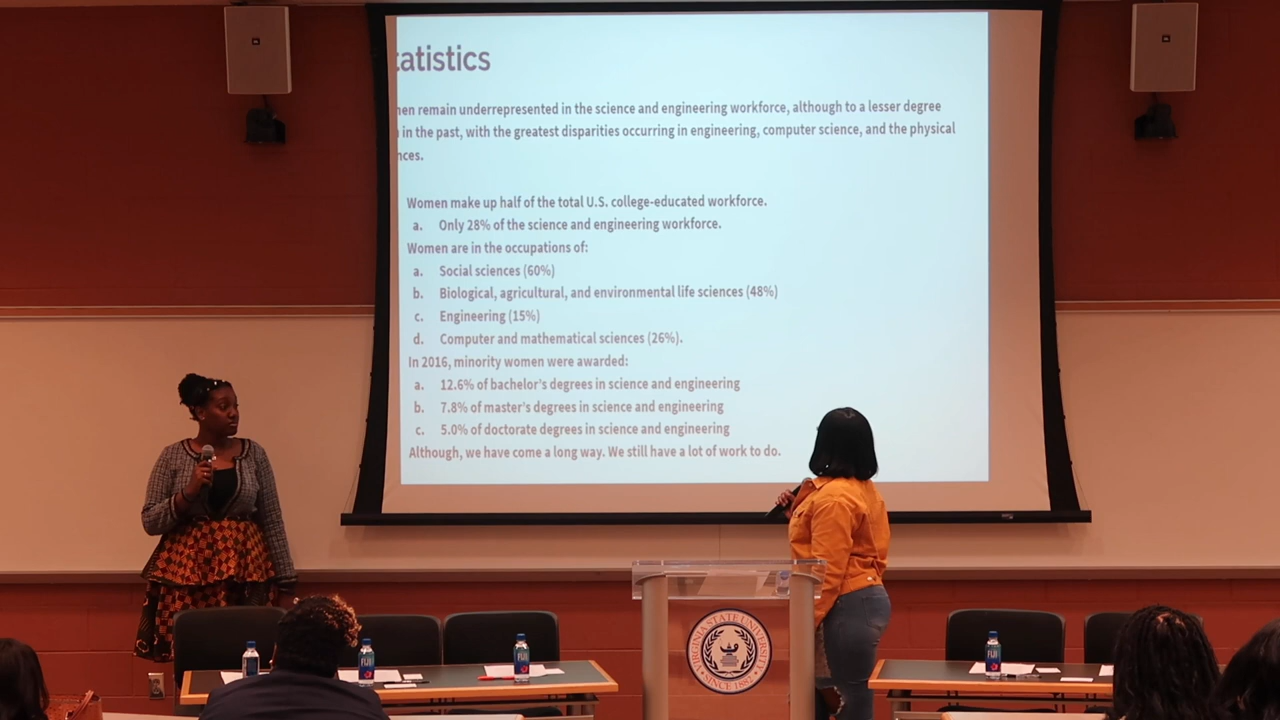 tatistics
men remain underrepresented in the science and engineering workforce, although to a lesser degree
in the past, with the greatest disparities occurring in engineering, computer science, and the physical
nces.
Women make up half of the total U.S. college-educated workforce.
a. Only 28% of the science and engineering workforce.
Women are in the occupations of:
a. Social sciences (60%)
b. Biological, agricultural, and environmental life sciences (48%)
c. Engineering (15%)
d. Computer and mathematical sciences (26%).
In 2016, minority women were awarded:
a. 12.6% of bachelor's degrees in science and engineering
b. 7.8% of master's degrees in science and engineering
c. 5.0% of doctorate degrees in science and engineering
Although, we have come a long way. We still have a lot of work to do.
VIRGINIA STATE UNIVERSITY
SINCE 1882
FIJI
FIJI
FIJI
FIJI